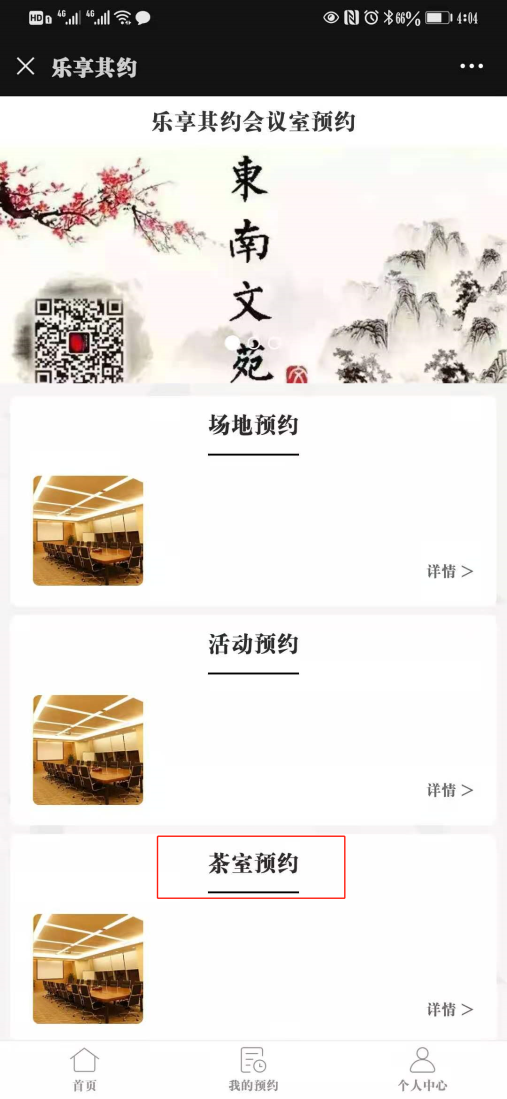 HD 4G 4G 66% 4:04
乐享其约
乐享其约会议室预约
東
南
文
苑
场地预约
详情 >
活动预约
详情 >
茶室预约
详情 >
首页 我的预约 个人中心